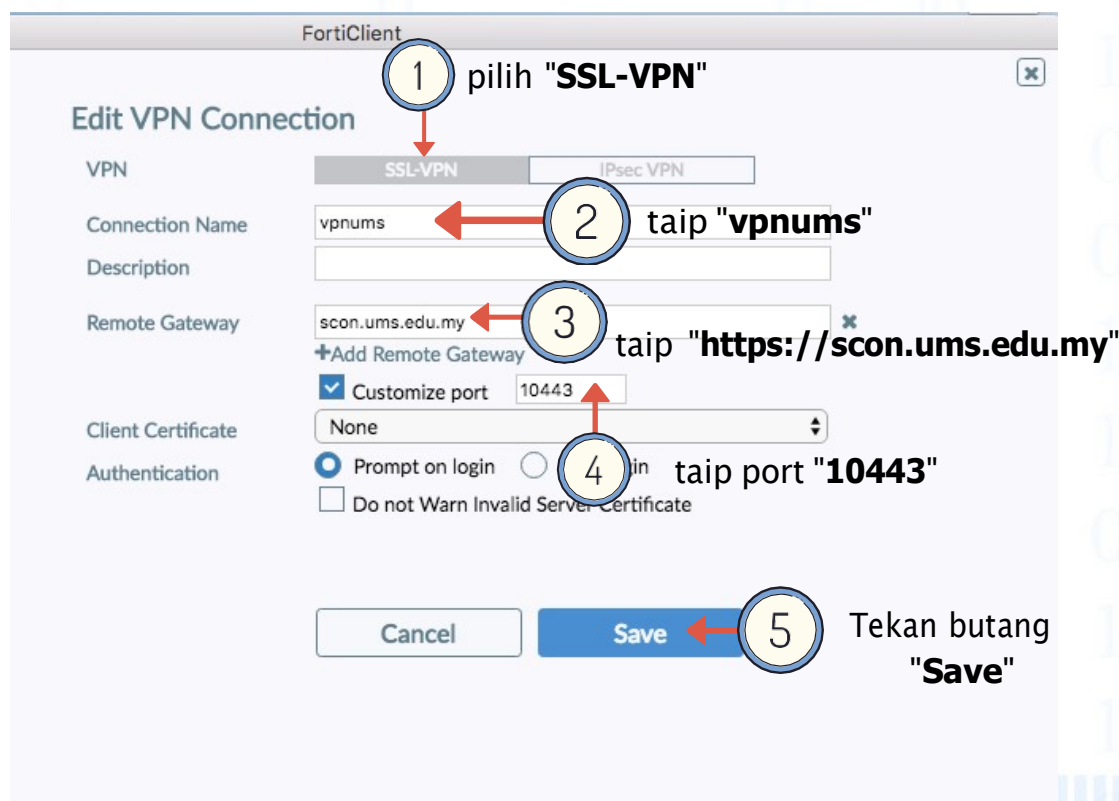 FortiClient
1 pilih "SSL-VPN"
Edit VPN Connection
VPN SSL-VPN IPsec VPN
Connection Name vpnums 2 taip "vpnums"
Description
Remote Gateway scon.ums.edu.my 3 taip "https://scon.ums.edu.my"
+Add Remote Gateway
Customize port 10443
Client Certificate None
Authentication Prompt on login 4 taip port "10443"
Do not Warn Invalid Server Certificate
Cancel Save 5 Tekan butang
"Save"